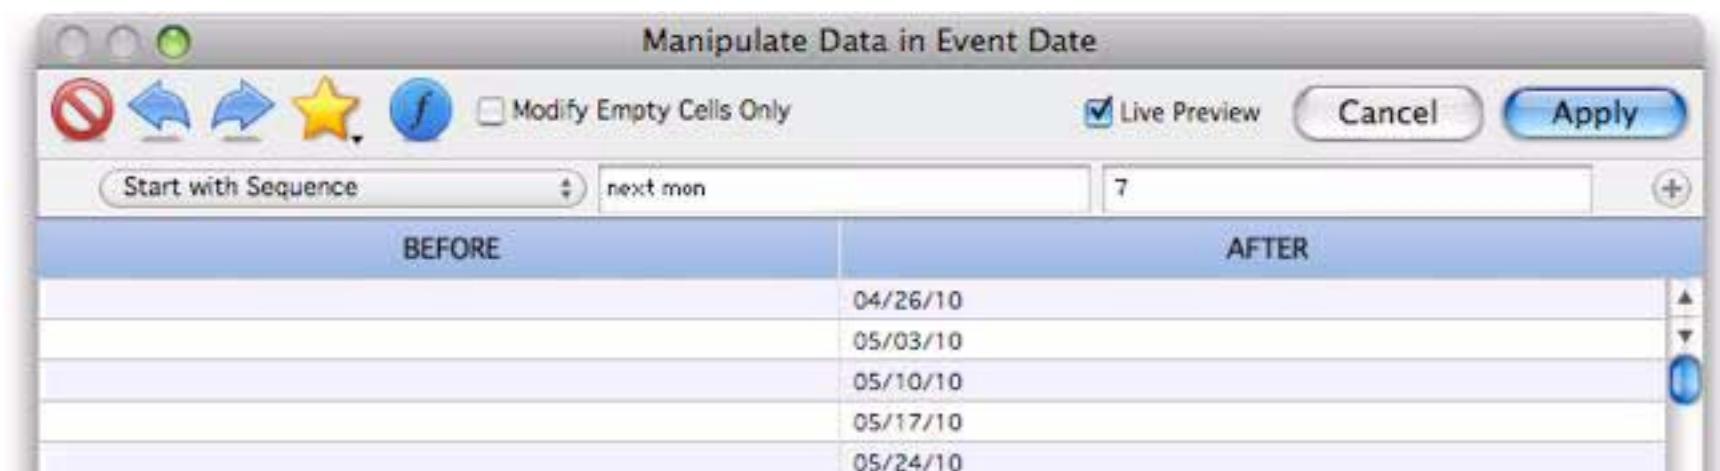 Manipulate Data in Event Date
f Modify Empty Cells Only Live Preview Cancel Apply
Start with Sequence next mon 7
BEFORE AFTER
04/26/10
05/03/10
05/10/10
05/17/10
05/24/10